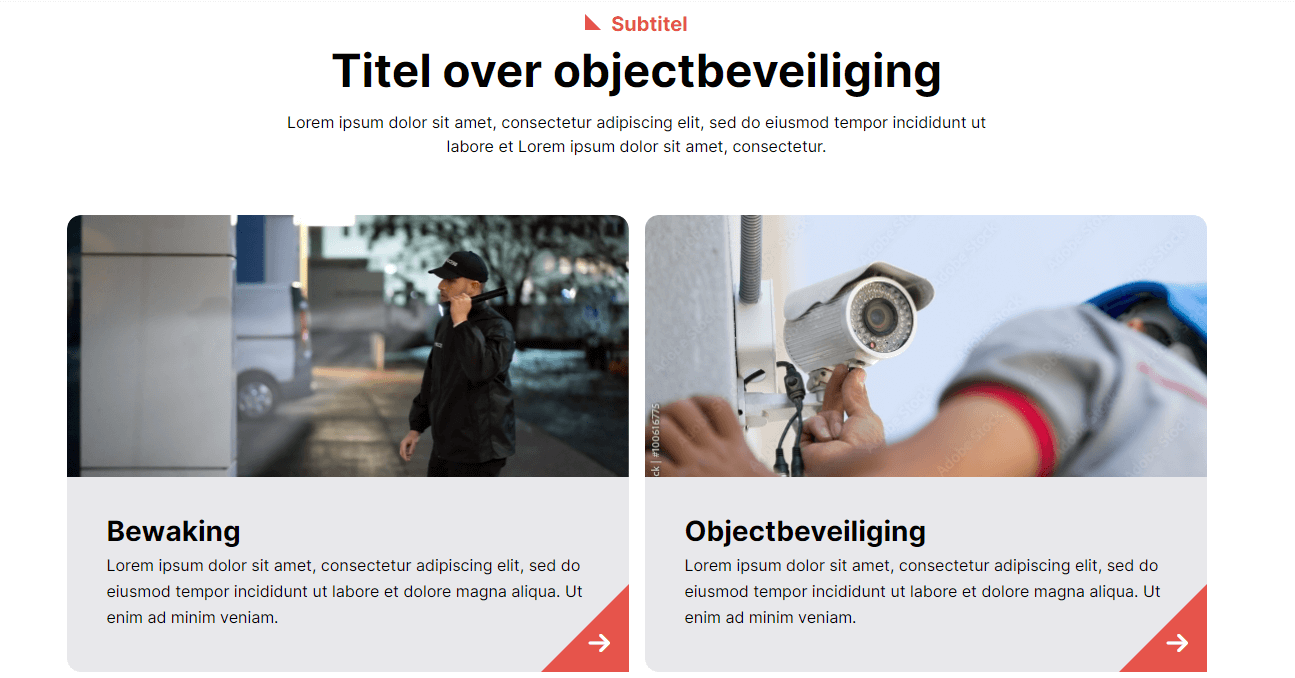 Subtitel
Titel over objectbeveiliging
Lorem ipsum dolor sit amet, consectetur adipiscing elit, sed do eiusmod tempor incididunt ut
labore et Lorem ipsum dolor sit amet, consectetur.
Adobe Stock
ck | #100616775
Bewaking
Lorem ipsum dolor sit amet, consectetur adipiscing elit, sed do
eiusmod tempor incididunt ut labore et dolore magna aliqua. Ut
enim ad minim veniam.
Objectbeveiliging
Lorem ipsum dolor sit amet, consectetur adipiscing elit, sed do
eiusmod tempor incididunt ut labore et dolore magna aliqua. Ut
enim ad minim veniam.